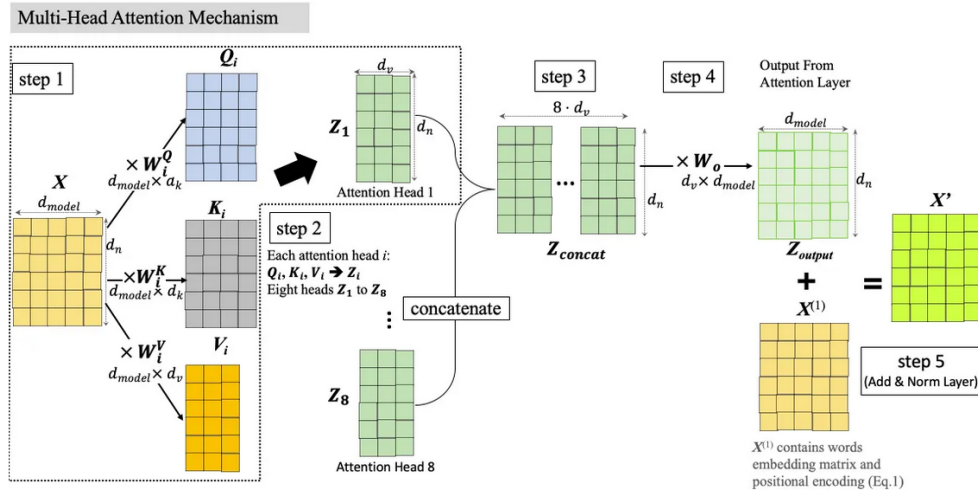 Multi-Head Attention Mechanism
step 1
Q_i
× W_i^Q
d_model × d_k
X
d_model
d_n
K_i
× W_i^K
d_model × d_k
V_i
× W_i^V
d_model × d_v
d_v
Z_1
d_n
Attention Head 1
step 2
Each attention head i:
Q_i, K_i, V_i ➔ Z_i
Eight heads Z_1 to Z_8
⋮
concatenate
Z_8
Attention Head 8
step 3
8 · d_v
...
d_n
Z_concat
step 4
× W_o
d_v × d_model
Output From
Attention Layer
d_model
d_n
Z_output
+
X^(1)
=
X'
step 5
(Add & Norm Layer)
X^(1) contains words
embedding matrix and
positional encoding (Eq.1)